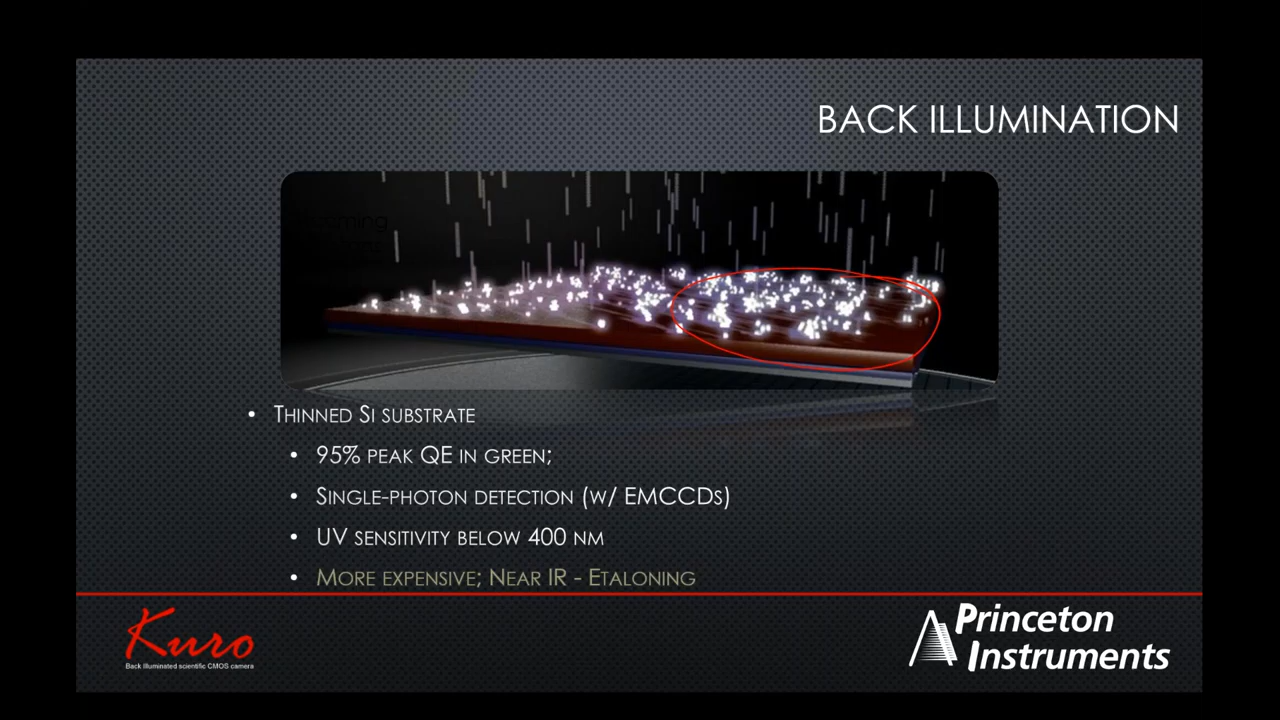 BACK ILLUMINATION
• Thinned Si substrate
• 95% peak QE in green;
• Single-photon detection (w/ EMCCDs)
• UV sensitivity below 400 nm
• More expensive; Near IR - Etaloning
Kuro
Back Illuminated scientific CMOS camera
Princeton
Instruments